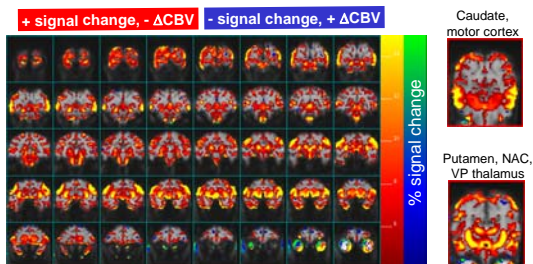 + signal change, - ΔCBV
- signal change, + ΔCBV
% signal change
Caudate,
motor cortex
Putamen, NAC,
VP thalamus